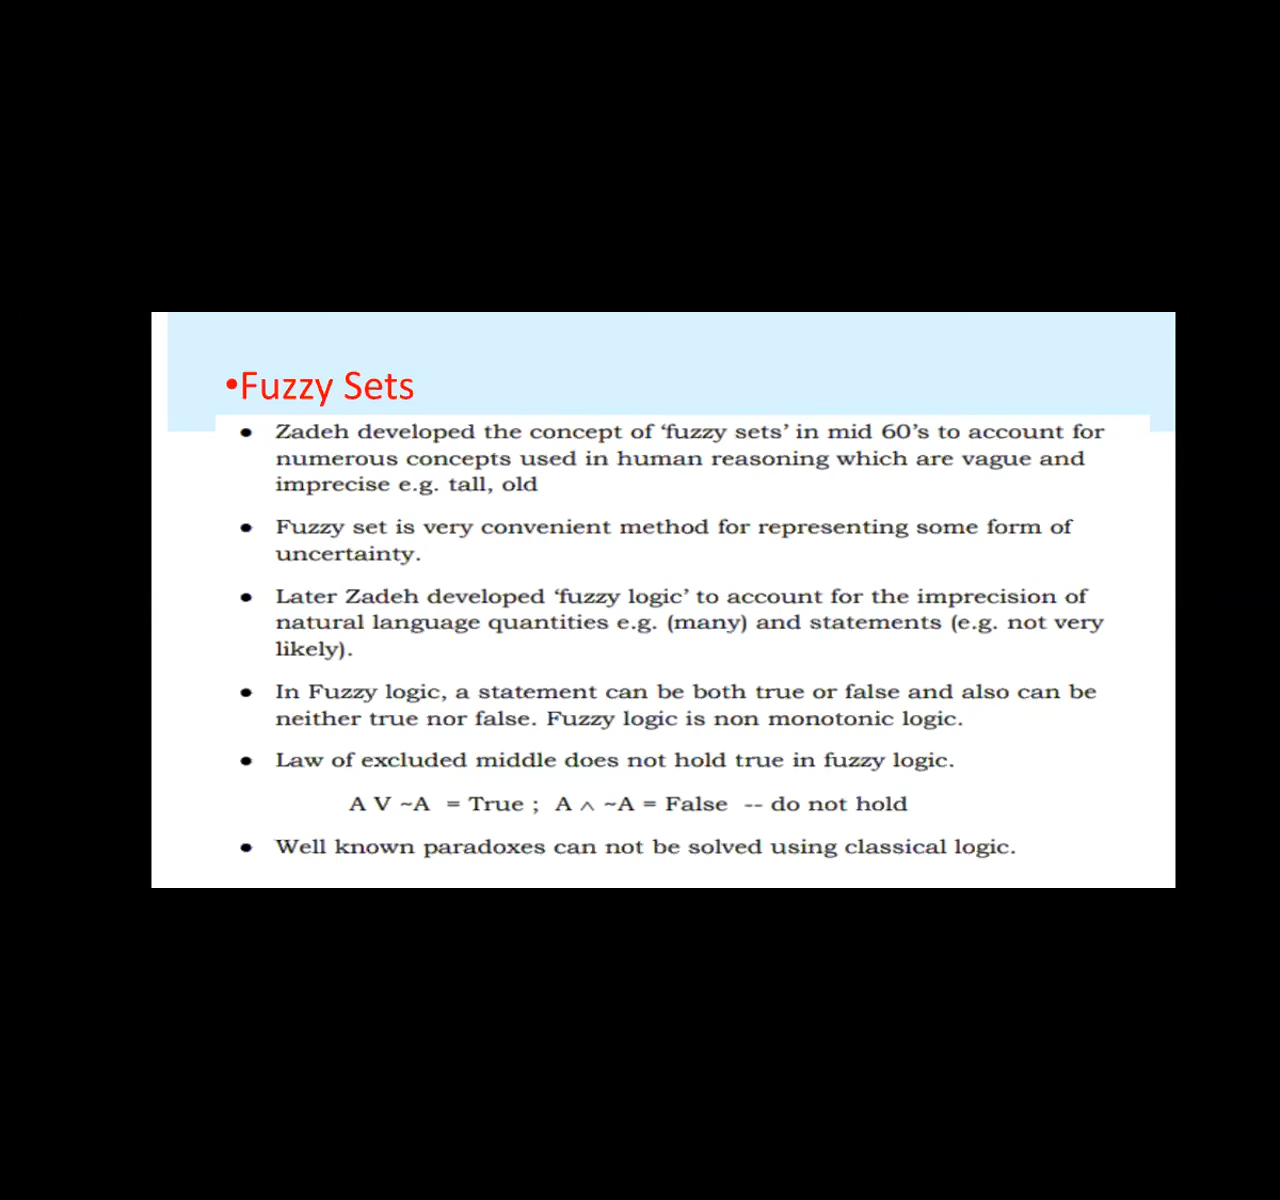 •Fuzzy Sets
• Zadeh developed the concept of ‘fuzzy sets’ in mid 60’s to account for
numerous concepts used in human reasoning which are vague and
imprecise e.g. tall, old
• Fuzzy set is very convenient method for representing some form of
uncertainty.
• Later Zadeh developed ‘fuzzy logic’ to account for the imprecision of
natural language quantities e.g. (many) and statements (e.g. not very
likely).
• In Fuzzy logic, a statement can be both true or false and also can be
neither true nor false. Fuzzy logic is non monotonic logic.
• Law of excluded middle does not hold true in fuzzy logic.
A V ~A = True ; A ∧ ~A = False -- do not hold
• Well known paradoxes can not be solved using classical logic.